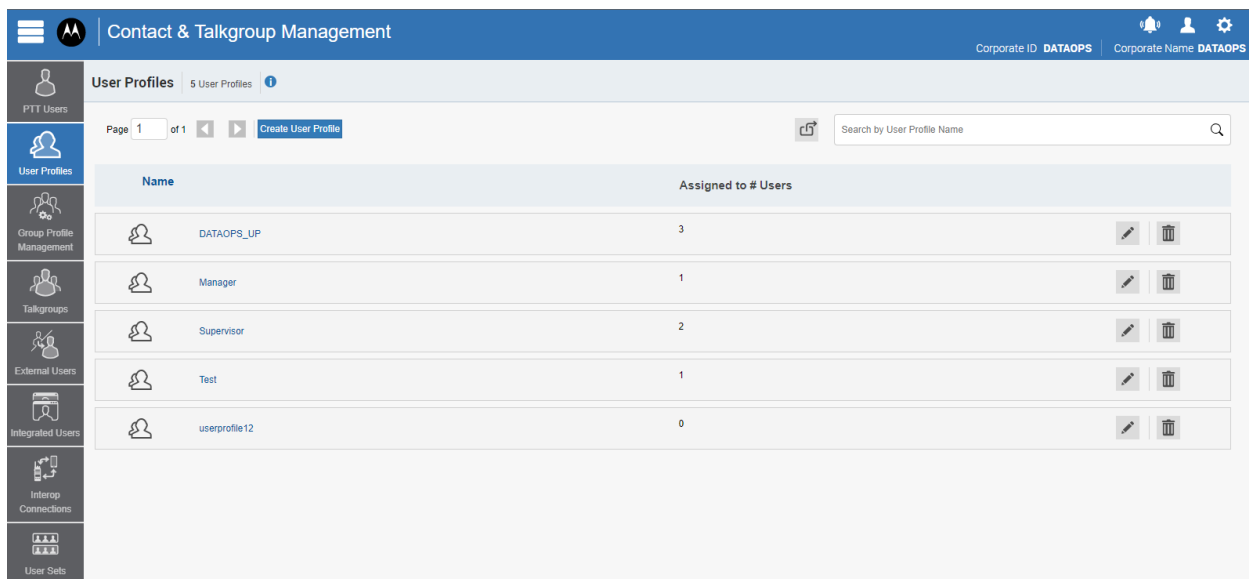 Contact & Talkgroup Management
Corporate ID DATAOPS
Corporate Name DATAOPS
PTT Users
User Profiles
Group Profile
Management
Talkgroups
External Users
Integrated Users
Interop
Connections
User Sets
User Profiles
5 User Profiles
Page 1 of 1
Create User Profile
Search by User Profile Name
Name
Assigned to # Users
DATAOPS_UP 3
Manager 1
Supervisor 2
Test 1
userprofile12 0